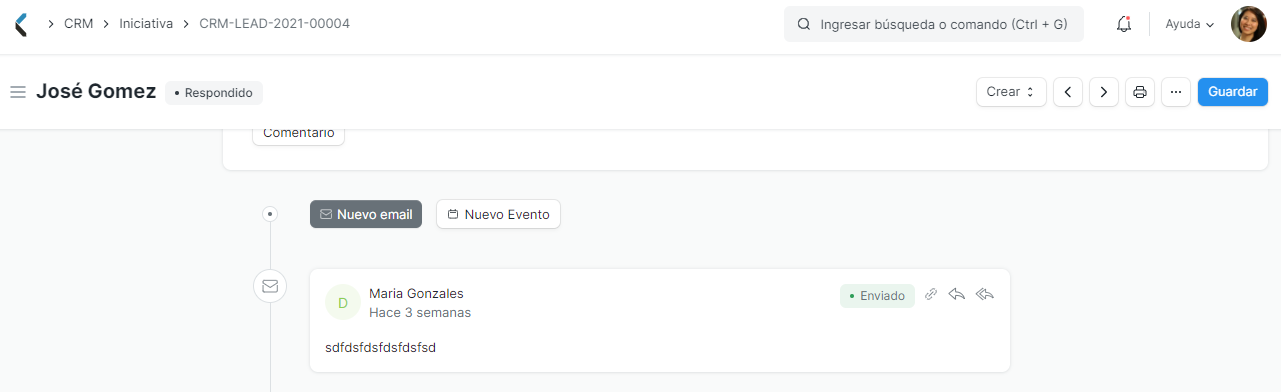 CRM Iniciativa CRM-LEAD-2021-00004 Ingresar búsqueda o comando (Ctrl + G) Ayuda
José Gomez Respondido Crear ... Guardar
Comentario
Nuevo email Nuevo Evento
D Maria Gonzales Enviado
Hace 3 semanas
sdfdsfdsfdsfdsfsd